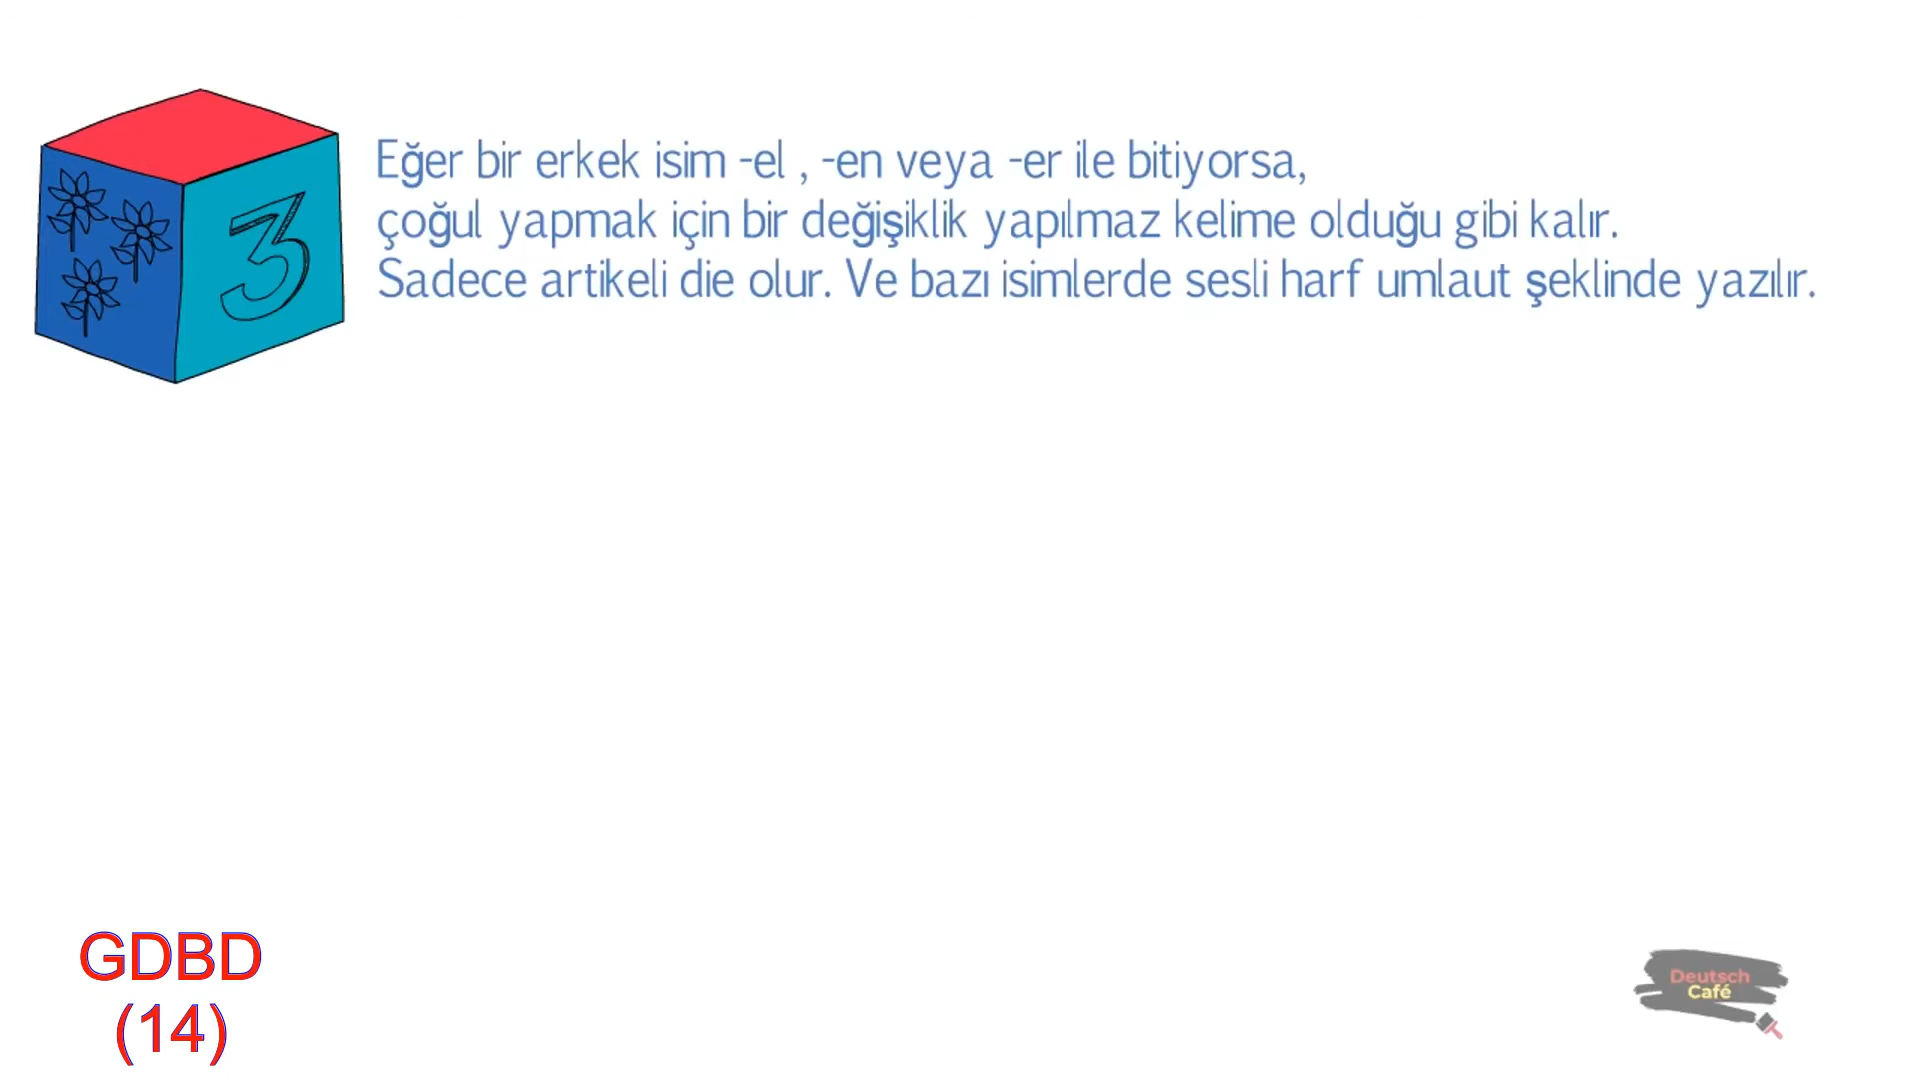 3
Eğer bir erkek isim -el , -en veya -er ile bitiyorsa,
çoğul yapmak için bir değişiklik yapılmaz kelime olduğu gibi kalır.
Sadece artikeli die olur. Ve bazı isimlerde sesli harf umlaut şeklinde yazılır.
GDBD
(14)
Deutsch
Café